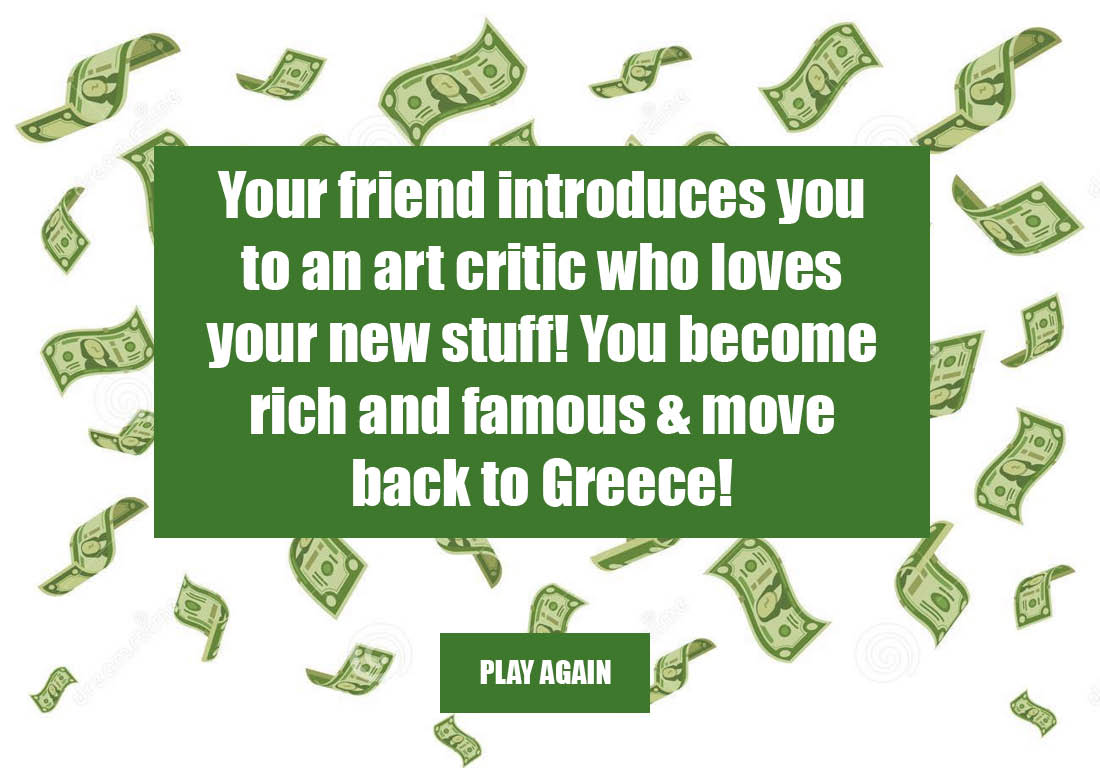 Your friend introduces you
to an art critic who loves
your new stuff! You become
rich and famous & move
back to Greece!
PLAY AGAIN